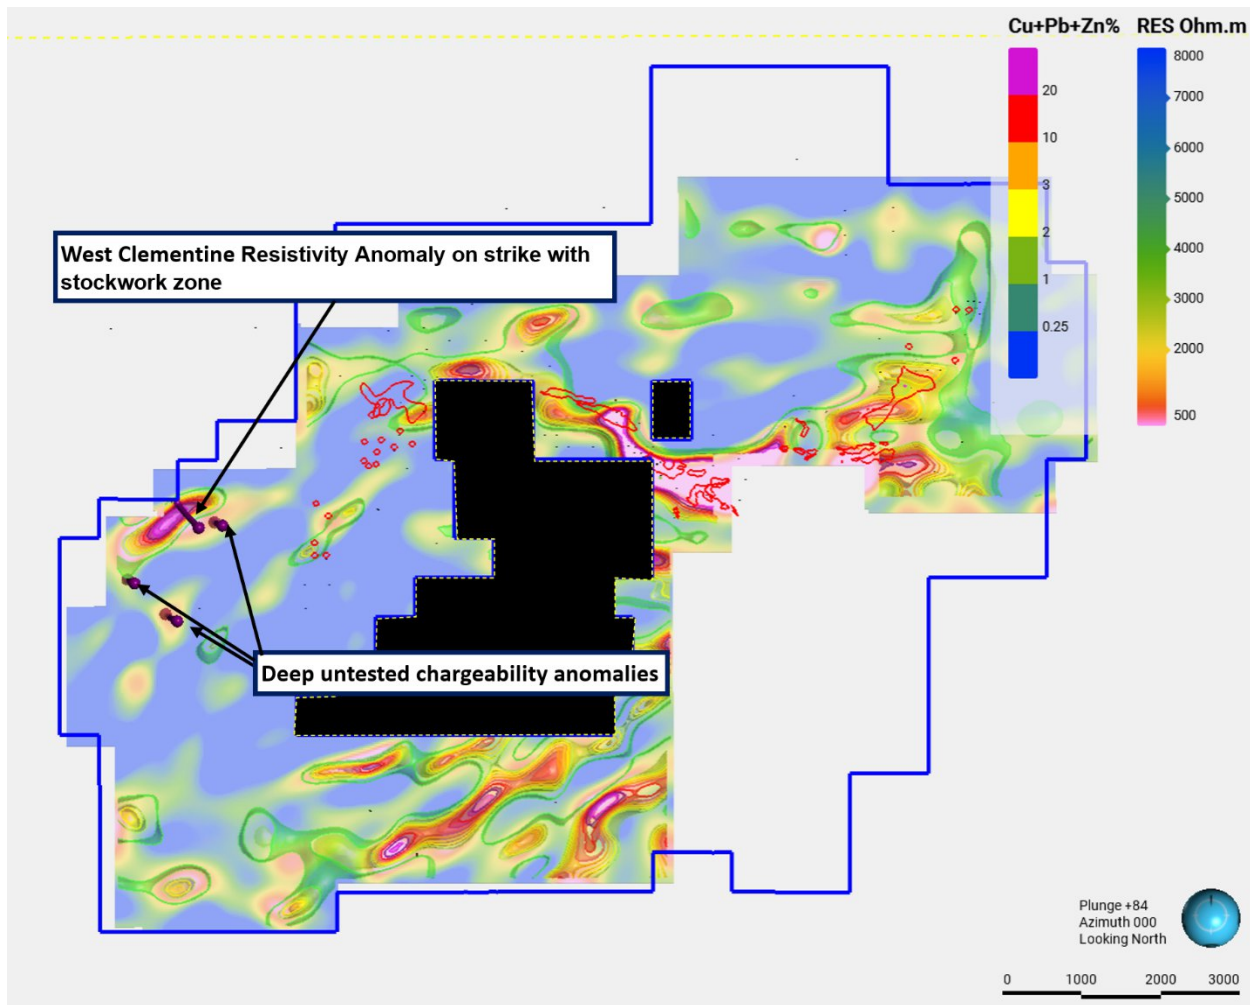 Cu+Pb+Zn% RES Ohm.m
20
10
3
2
1
0.25
8000
7000
6000
5000
4000
3000
2000
500
West Clementine Resistivity Anomaly on strike with
stockwork zone
Deep untested chargeability anomalies
Plunge +84
Azimuth 000
Looking North
0 1000 2000 3000